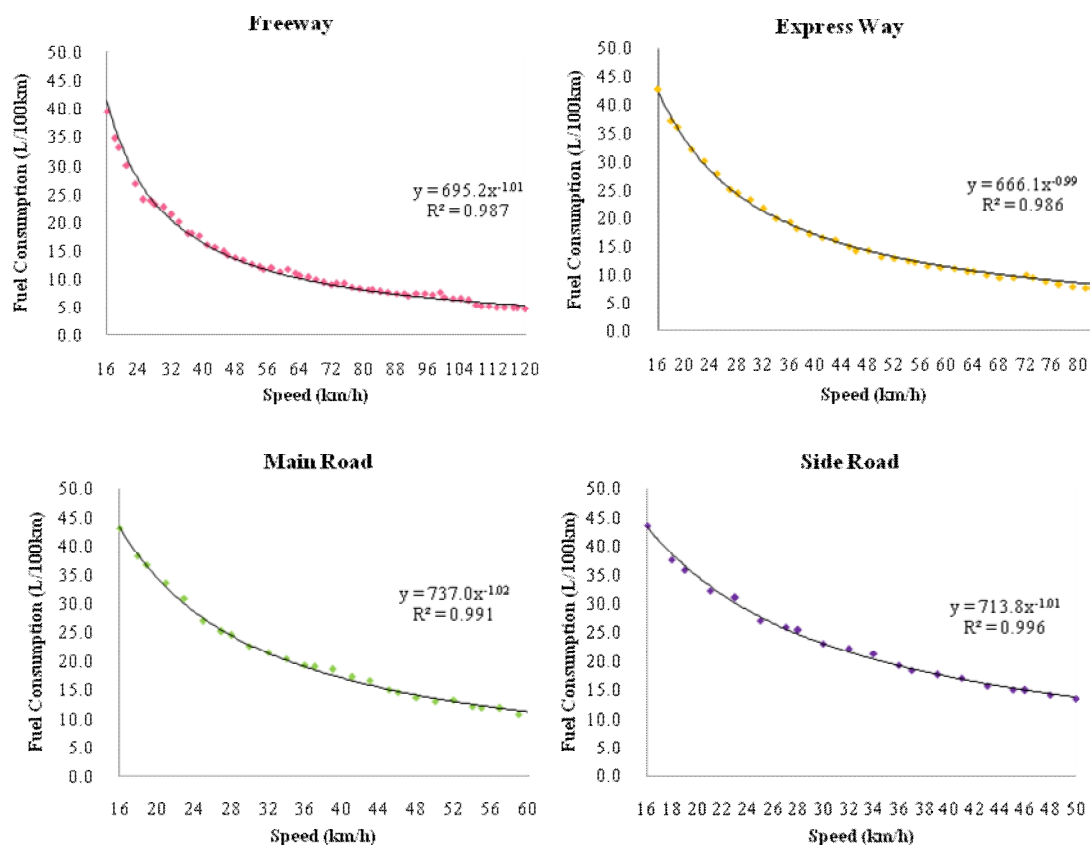 Freeway
Fuel Consumption (L/100km)
50.0
45.0
40.0
35.0
30.0
25.0
20.0
15.0
10.0
5.0
0.0
y = 695.2x^-1.01
R² = 0.987
16 24 32 40 48 56 64 72 80 88 96 104 112 120
Speed (km/h)
Express Way
Fuel Consumption (L/100km)
50.0
45.0
40.0
35.0
30.0
25.0
20.0
15.0
10.0
5.0
0.0
y = 666.1x^-0.99
R² = 0.986
16 20 24 28 32 36 40 44 48 52 56 60 64 68 72 76 80
Speed (km/h)
Main Road
Fuel Consumption (L/100km)
50.0
45.0
40.0
35.0
30.0
25.0
20.0
15.0
10.0
5.0
0.0
y = 737.0x^-1.02
R² = 0.991
16 20 24 28 32 36 40 44 48 52 56 60
Speed (km/h)
Side Road
Fuel Consumption (L/100km)
50.0
45.0
40.0
35.0
30.0
25.0
20.0
15.0
10.0
5.0
0.0
y = 713.8x^-1.01
R² = 0.996
16 18 20 22 24 26 28 30 32 34 36 38 40 42 44 46 48 50
Speed (km/h)